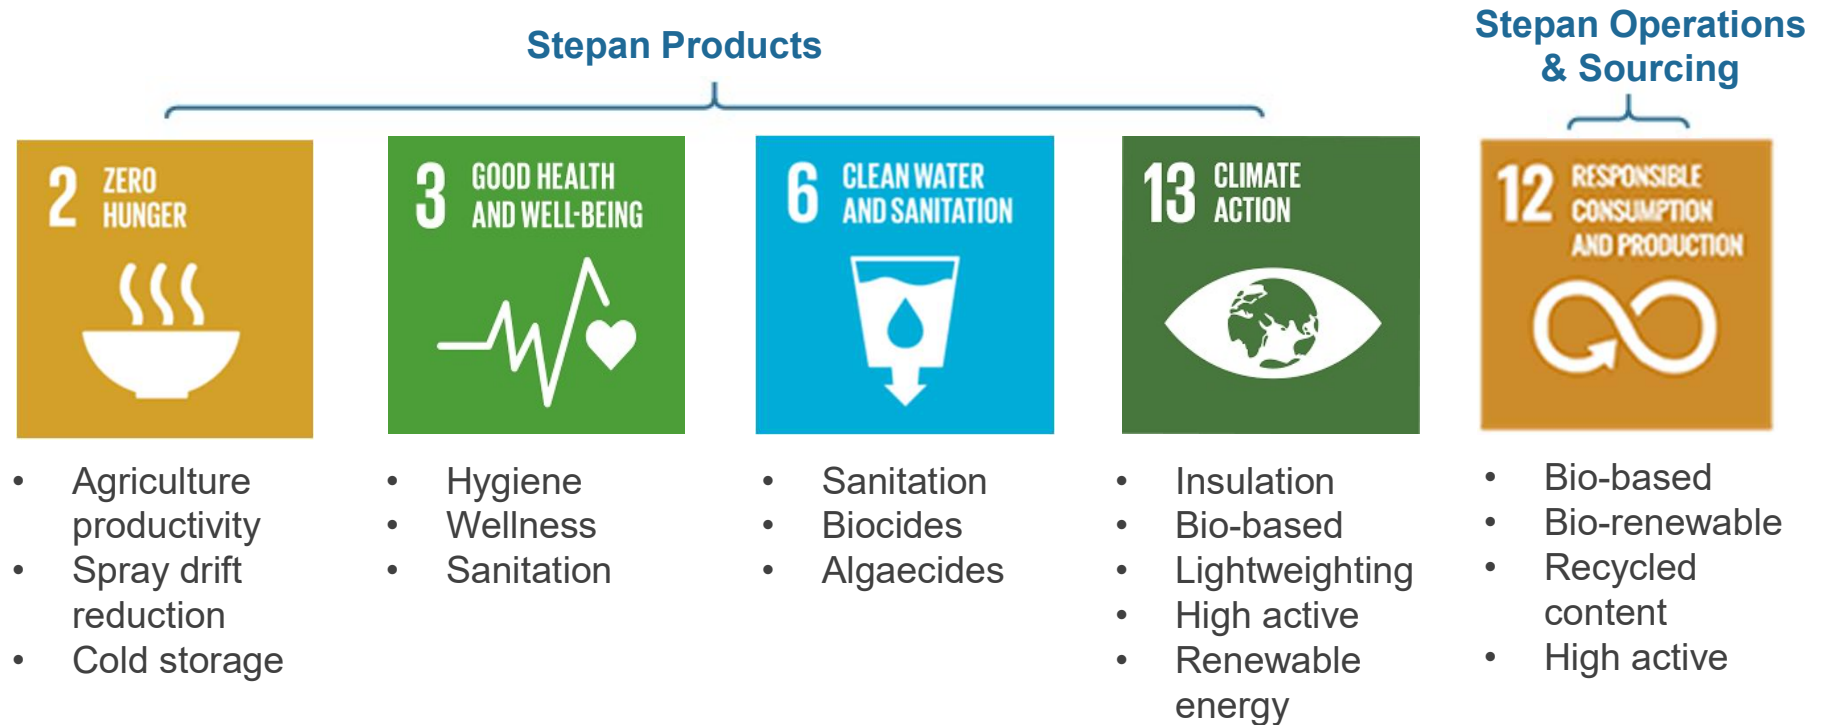 Stepan Products
Stepan Operations
& Sourcing
2 ZERO
HUNGER
• Agriculture
productivity
• Spray drift
reduction
• Cold storage
3 GOOD HEALTH
AND WELL-BEING
• Hygiene
• Wellness
• Sanitation
6 CLEAN WATER
AND SANITATION
• Sanitation
• Biocides
• Algaecides
13 CLIMATE
ACTION
• Insulation
• Bio-based
• Lightweighting
• High active
• Renewable
energy
12 RESPONSIBLE
CONSUMPTION
AND PRODUCTION
• Bio-based
• Bio-renewable
• Recycled
content
• High active